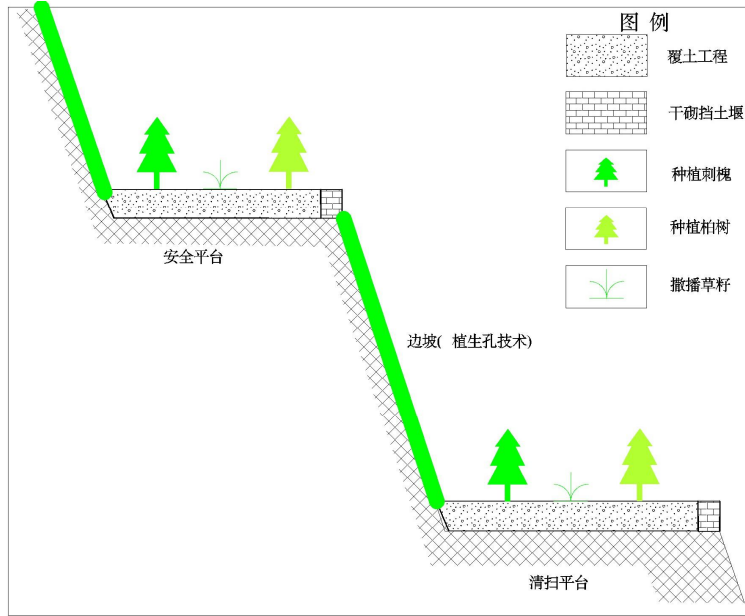 图 例
覆土工程
干砌挡土堰
种植刺槐
种植柏树
撒播草籽
安全平台
边坡( 植生孔技术)
清扫平台